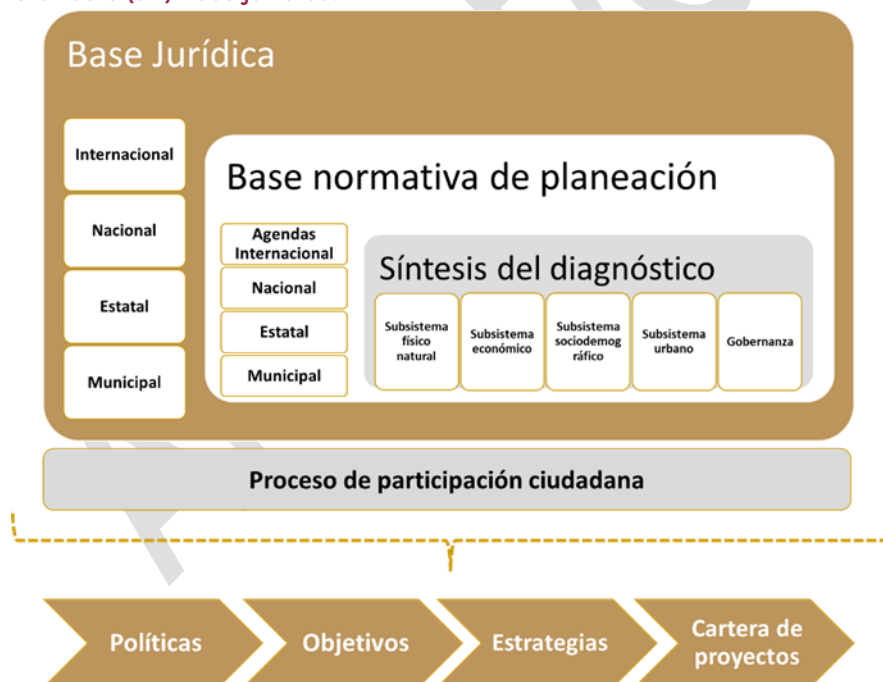 Base Jurídica
Internacional
Nacional
Estatal
Municipal
Base normativa de planeación
Agendas
Internacional
Nacional
Estatal
Municipal
Síntesis del diagnóstico
Subsistema
físico
natural
Subsistema
económico
Subsistema
sociodemog
ráfico
Subsistema
urbano
Gobernanza
Proceso de participación ciudadana
Políticas
Objetivos
Estrategias
Cartera de
proyectos